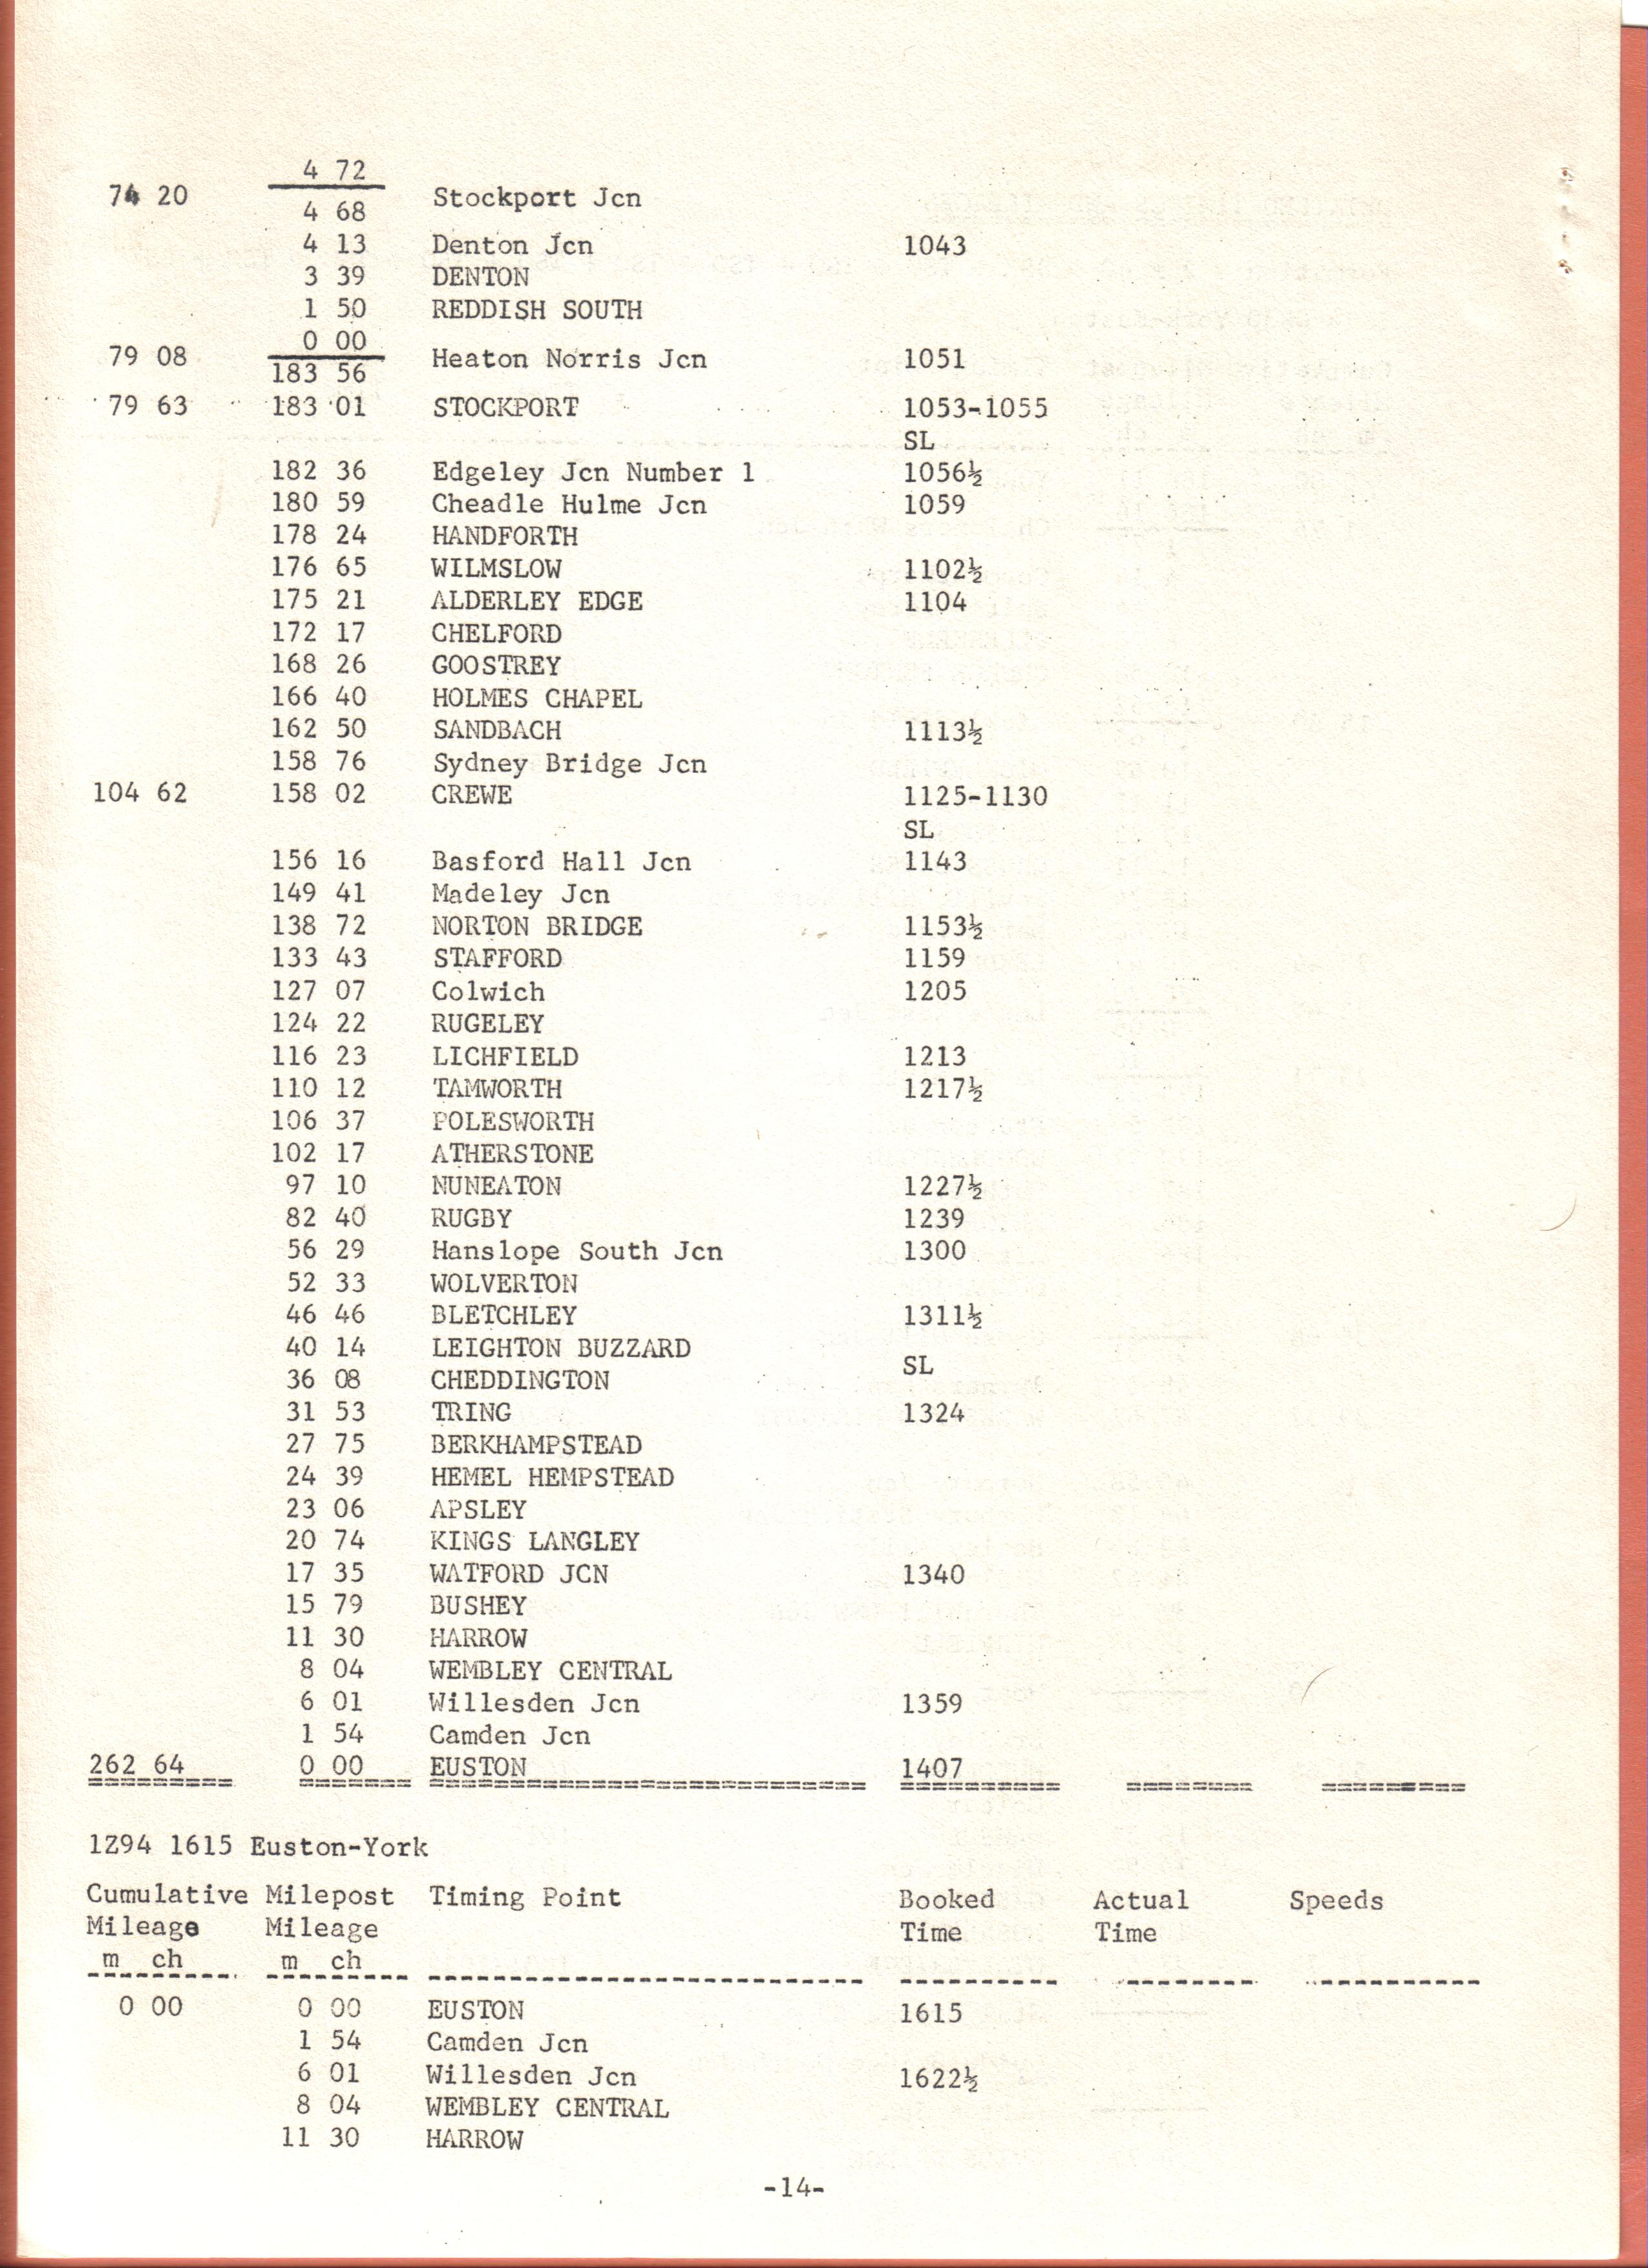 4 72
74 20 Stockport Jcn
4 68
4 13 Denton Jcn 1043
3 39 DENTON
1 50 REDDISH SOUTH
0 00
79 08 Heaton Norris Jcn 1051
183 56
79 63 183 01 STOCKPORT 1053-1055
SL
182 36 Edgeley Jcn Number 1 1056½
180 59 Cheadle Hulme Jcn 1059
178 24 HANDFORTH
176 65 WILMSLOW 1102½
175 21 ALDERLEY EDGE 1104
172 17 CHELFORD
168 26 GOOSTREY
166 40 HOLMES CHAPEL
162 50 SANDBACH 1113½
158 76 Sydney Bridge Jcn
104 62 158 02 CREWE 1125-1130
SL
156 16 Basford Hall Jcn 1143
149 41 Madeley Jcn
138 72 NORTON BRIDGE 1153½
133 43 STAFFORD 1159
127 07 Colwich 1205
124 22 RUGELEY
116 23 LICHFIELD 1213
110 12 TAMWORTH 1217½
106 37 POLESWORTH
102 17 ATHERSTONE
97 10 NUNEATON 1227½
82 40 RUGBY 1239
56 29 Hanslope South Jcn 1300
52 33 WOLVERTON
46 46 BLETCHLEY 1311½
40 14 LEIGHTON BUZZARD
SL
36 08 CHEDDINGTON
31 53 TRING 1324
27 75 BERKHAMPSTEAD
24 39 HEMEL HEMPSTEAD
23 06 APSLEY
20 74 KINGS LANGLEY
17 35 WATFORD JCN 1340
15 79 BUSHEY
11 30 HARROW
8 04 WEMBLEY CENTRAL
6 01 Willesden Jcn 1359
1 54 Camden Jcn
262 64 0 00 EUSTON 1407
1Z94 1615 Euston-York
Cumulative Milepost Timing Point Booked Actual Speeds
Mileage Mileage Time Time
m ch m ch
0 00 0 00 EUSTON 1615
1 54 Camden Jcn
6 01 Willesden Jcn 1622½
8 04 WEMBLEY CENTRAL
11 30 HARROW
-14-